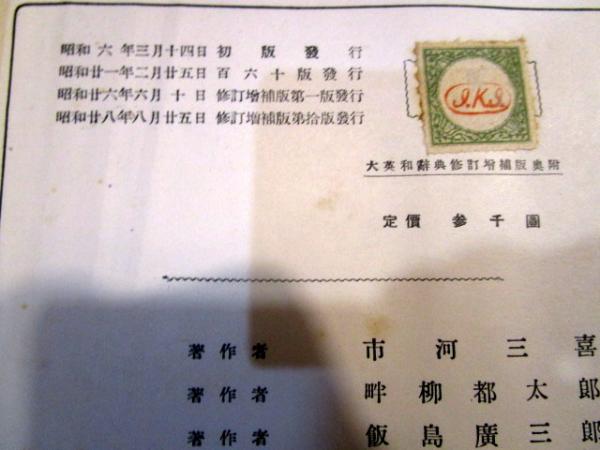 昭和六年三月十四日初版發行
昭和廿一年二月廿五日百六十版發行
昭和廿六年六月十日修訂增補版第一版發行
昭和廿八年八月廿五日修訂增補版第拾版發行
S.K.I.
大英和辭典修訂增補版奥附
定價 參千圓
著作者 市河三喜
著作者 畔柳都太郎
著作者 飯島廣三郎